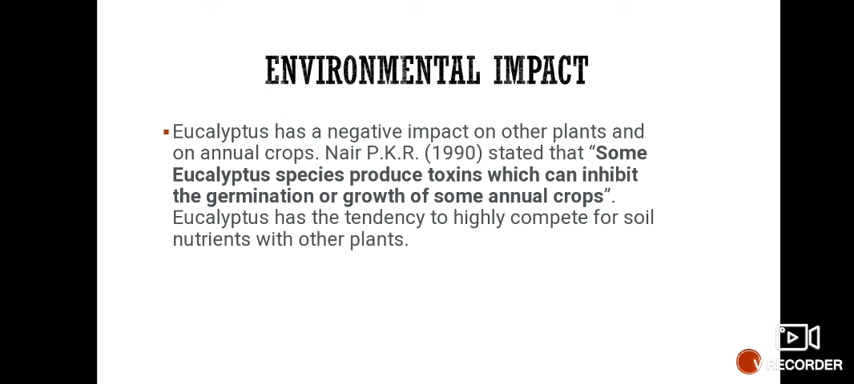 ENVIRONMENTAL IMPACT
Eucalyptus has a negative impact on other plants and
on annual crops. Nair P.K.R. (1990) stated that “Some
Eucalyptus species produce toxins which can inhibit
the germination or growth of some annual crops”.
Eucalyptus has the tendency to highly compete for soil
nutrients with other plants.
V RECORDER